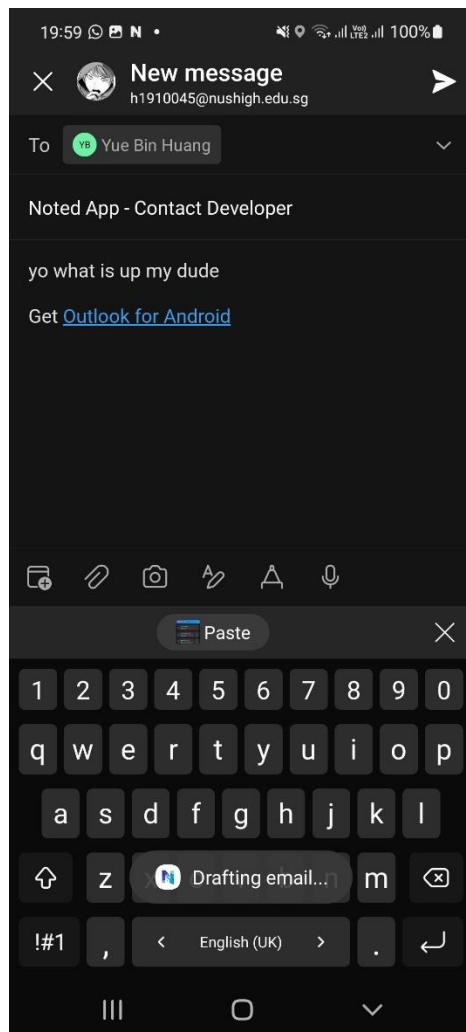 19:59 N • Vo) LTE2 100%
New message
h1910045@nushigh.edu.sg
To YB Yue Bin Huang
Noted App - Contact Developer
yo what is up my dude
Get Outlook for Android
Paste
1 2 3 4 5 6 7 8 9 0
q w e r t y u i o p
a s d f g h j k l
z N Drafting email... m
!#1 , < English (UK) > .